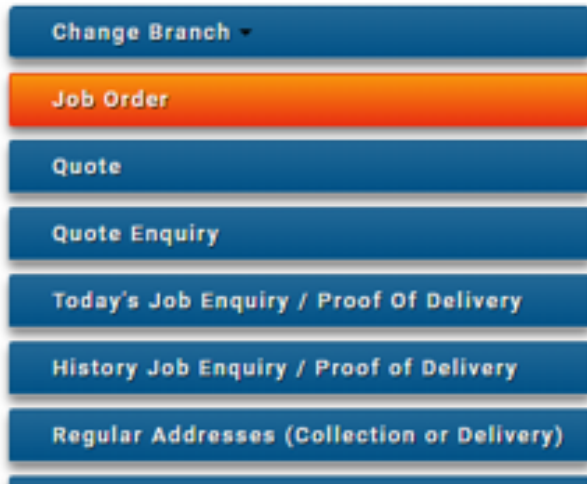 Change Branch
Job Order
Quote
Quote Enquiry
Today's Job Enquiry / Proof Of Delivery
History Job Enquiry / Proof of Delivery
Regular Addresses (Collection or Delivery)